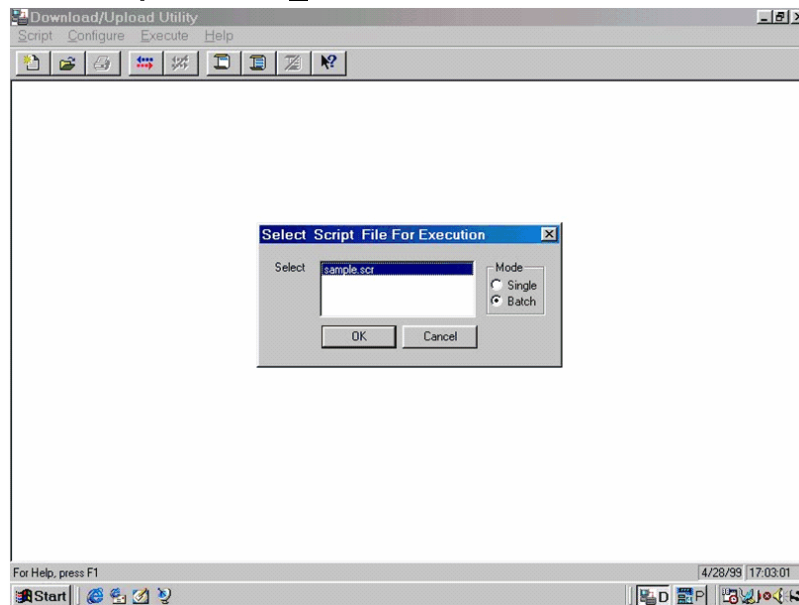 Download/Upload Utility
Script Configure Execute Help
Select Script File For Execution
Select
sample.scr
Mode
Single
Batch
OK Cancel
For Help, press F1
4/28/99 17:03:01
Start
D
P